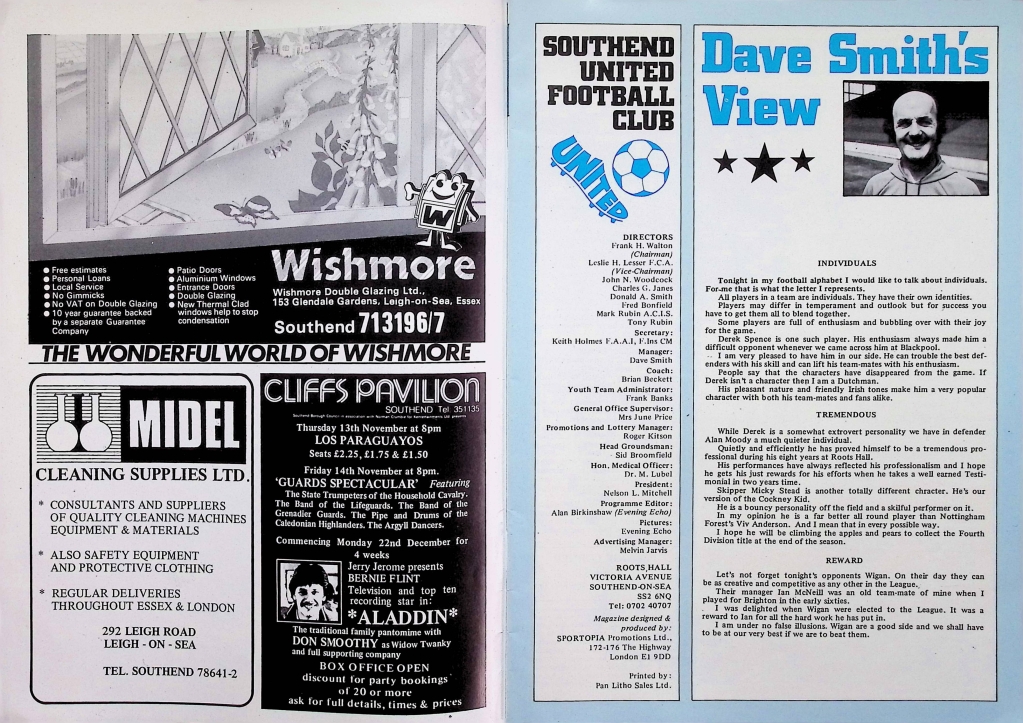 W
Wishmore
Wishmore Double Glazing Ltd.,
153 Glendale Gardens, Leigh-on-Sea, Essex
Southend 713196/7
● Free estimates
● Personal Loans
● Local Service
● No Gimmicks
● No VAT on Double Glazing
● 10 year guarantee backed
by a separate Guarantee
Company
● Patio Doors
● Aluminium Windows
● Entrance Doors
● Double Glazing
● New Thermal Clad
windows help to stop
condensation
THE WONDERFUL WORLD OF WISHMORE
MIDEL
CLEANING SUPPLIES LTD.
* CONSULTANTS AND SUPPLIERS
OF QUALITY CLEANING MACHINES
EQUIPMENT & MATERIALS
* ALSO SAFETY EQUIPMENT
AND PROTECTIVE CLOTHING
* REGULAR DELIVERIES
THROUGHOUT ESSEX & LONDON
292 LEIGH ROAD
LEIGH - ON - SEA
TEL. SOUTHEND 78641-2
CLIFFS PAVILION
SOUTHEND Tel. 351135
Southend Borough Council in association with
Thursday 13th November at 8pm
LOS PARAGUAYOS
Seats £2.25, £1.75 & £1.50
Friday 14th November at 8pm.
'GUARDS SPECTACULAR' Featuring
The State Trumpeters of the Household Cavalry.
The Band of the Lifeguards. The Band of the
Grenadier Guards. The Pipe and Drums of the
Caledonian Highlanders. The Argyll Dancers.
Commencing Monday 22nd December for
4 weeks
Jerry Jerome presents
BERNIE FLINT
Television and top ten
recording star in:
*ALADDIN*
The traditional family pantomime with
DON SMOOTHY as Widow Twanky
and full supporting company
BOX OFFICE OPEN
discount for party bookings
of 20 or more
ask for full details, times & prices
SOUTHEND
UNITED
FOOTBALL
CLUB
UNITED
DIRECTORS
Frank H. Walton
(Chairman)
Leslie H. Lesser F.C.A.
(Vice-Chairman)
John N. Woodcock
Charles G. Janes
Donald A. Smith
Fred Bonfield
Mark Rubin A.C.I.S.
Tony Rubin
Secretary:
Keith Holmes F.A.A.I, F.Ins CM
Manager:
Dave Smith
Coach:
Brian Beckett
Youth Team Administrator:
Frank Banks
General Office Supervisor:
Mrs June Price
Promotions and Lottery Manager:
Roger Kitson
Head Groundsman:
Sid Broomfield
Hon. Medical Officer:
Dr. M. Lubel
President:
Nelson L. Mitchell
Programme Editor:
Alan Birkinshaw (Evening Echo)
Pictures:
Evening Echo
Advertising Manager:
Melvin Jarvis
ROOTS HALL
VICTORIA AVENUE
SOUTHEND-ON-SEA
SS2 6NQ
Tel: 0702 40707
Magazine designed &
produced by:
SPORTOPIA Promotions Ltd.,
172-176 The Highway
London E1 9DD
Printed by:
Pan Litho Sales Ltd.
Dave Smith's
View
INDIVIDUALS
Tonight in my football alphabet I would like to talk about individuals.
For me that is what the letter I represents.
All players in a team are individuals. They have their own identities.
Players may differ in temperament and outlook but for success you
have to get them all to blend together.
Some players are full of enthusiasm and bubbling over with their joy
for the game.
Derek Spence is one such player. His enthusiasm always made him a
difficult opponent whenever we came across him at Blackpool.
I am very pleased to have him in our side. He can trouble the best def-
enders with his skill and can lift his team-mates with his enthusiasm.
People say that the characters have disappeared from the game. If
Derek isn't a character then I am a Dutchman.
His pleasant nature and friendly Irish tones make him a very popular
character with both his team-mates and fans alike.
TREMENDOUS
While Derek is a somewhat extrovert personality we have in defender
Alan Moody a much quieter individual.
Quietly and efficiently he has proved himself to be a tremendous pro-
fessional during his eight years at Roots Hall.
His performances have always reflected his professionalism and I hope
he gets his just rewards for his efforts when he takes a well earned Testi-
monial in two years time.
Skipper Micky Stead is another totally different chracter. He's our
version of the Cockney Kid.
He is a bouncy personality off the field and a skilful performer on it.
In my opinion he is a far better all round player than Nottingham
Forest's Viv Anderson. And I mean that in every possible way.
I hope he will be climbing the apples and pears to collect the Fourth
Division title at the end of the season.
REWARD
Let's not forget tonight's opponents Wigan. On their day they can
be as creative and competitive as any other in the League.
Their manager Ian McNeill was an old team-mate of mine when I
played for Brighton in the early sixties.
I was delighted when Wigan were elected to the League. It was a
reward to Ian for all the hard work he has put in.
I am under no false illusions. Wigan are a good side and we shall have
to be at our very best if we are to beat them.